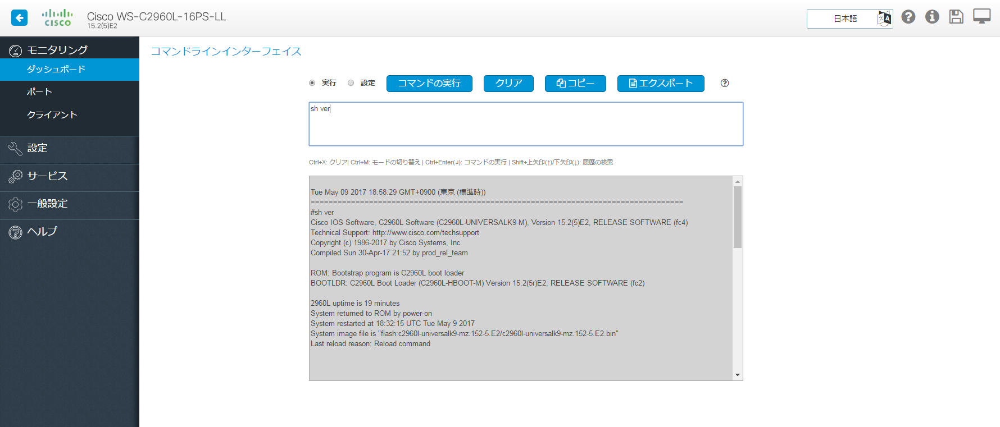 CISCO
Cisco WS-C2960L-16PS-LL
15.2(5)E2
日本語
モニタリング
ダッシュボード
ポート
クライアント
設定
サービス
一般設定
ヘルプ
コマンドラインインターフェイス
実行 設定 コマンドの実行 クリア コピー エクスポート
sh ver
Ctrl+X: クリア| Ctrl+M: モードの切り替え | Ctrl+Enter(↲): コマンドの実行 | Shift+上矢印(↑)/下矢印(↓): 履歴の検索
Tue May 09 2017 18:58:29 GMT+0900 (東京 (標準時))
===================================================================================
#sh ver
Cisco IOS Software, C2960L Software (C2960L-UNIVERSALK9-M), Version 15.2(5)E2, RELEASE SOFTWARE (fc4)
Technical Support: http://www.cisco.com/techsupport
Copyright (c) 1986-2017 by Cisco Systems, Inc.
Compiled Sun 30-Apr-17 21:52 by prod_rel_team
ROM: Bootstrap program is C2960L boot loader
BOOTLDR: C2960L Boot Loader (C2960L-HBOOT-M) Version 15.2(5r)E2, RELEASE SOFTWARE (fc2)
2960L uptime is 19 minutes
System returned to ROM by power-on
System restarted at 18:32:15 UTC Tue May 9 2017
System image file is "flash:c2960l-universalk9-mz.152-5.E2/c2960l-universalk9-mz.152-5.E2.bin"
Last reload reason: Reload command